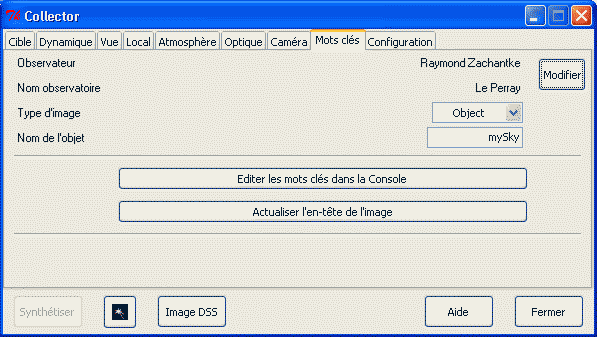 Collector
Cible Dynamique Vue Local Atmosphère Optique Caméra Mots clés Configuration
Observateur Raymond Zachantke
Modifier
Nom observatoire Le Perray
Type d'image Object
Nom de l'objet mySky
Editer les mots clés dans la Console
Actualiser l'en-tête de l'image
Synthétiser Image DSS Aide Fermer